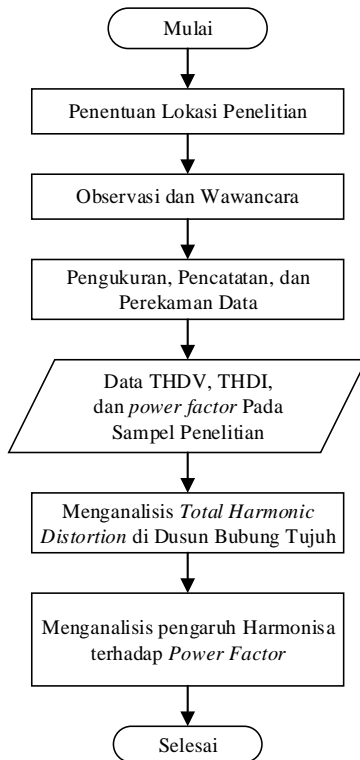 Mulai
Penentuan Lokasi Penelitian
Observasi dan Wawancara
Pengukuran, Pencatatan, dan
Perekaman Data
Data THDV, THDI,
dan power factor Pada
Sampel Penelitian
Menganalisis Total Harmonic
Distortion di Dusun Bubung Tujuh
Menganalisis pengaruh Harmonisa
terhadap Power Factor
Selesai